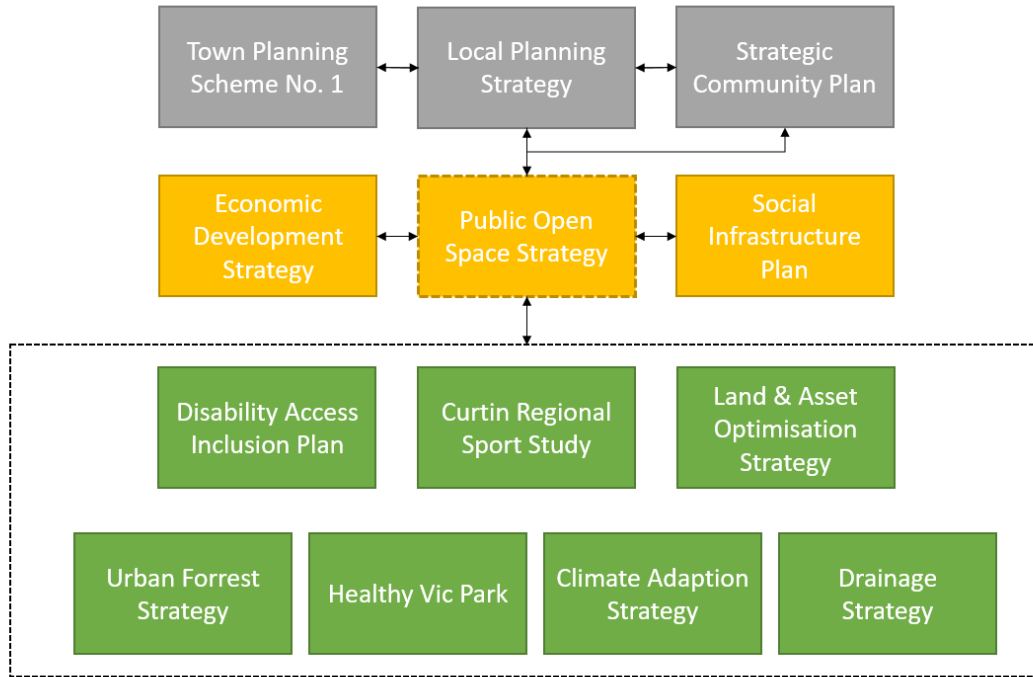 Town Planning
Scheme No. 1
Local Planning
Strategy
Strategic
Community Plan
Economic
Development
Strategy
Public Open
Space Strategy
Social
Infrastructure
Plan
Disability Access
Inclusion Plan
Curtin Regional
Sport Study
Land & Asset
Optimisation
Strategy
Urban Forrest
Strategy
Healthy Vic Park
Climate Adaption
Strategy
Drainage
Strategy